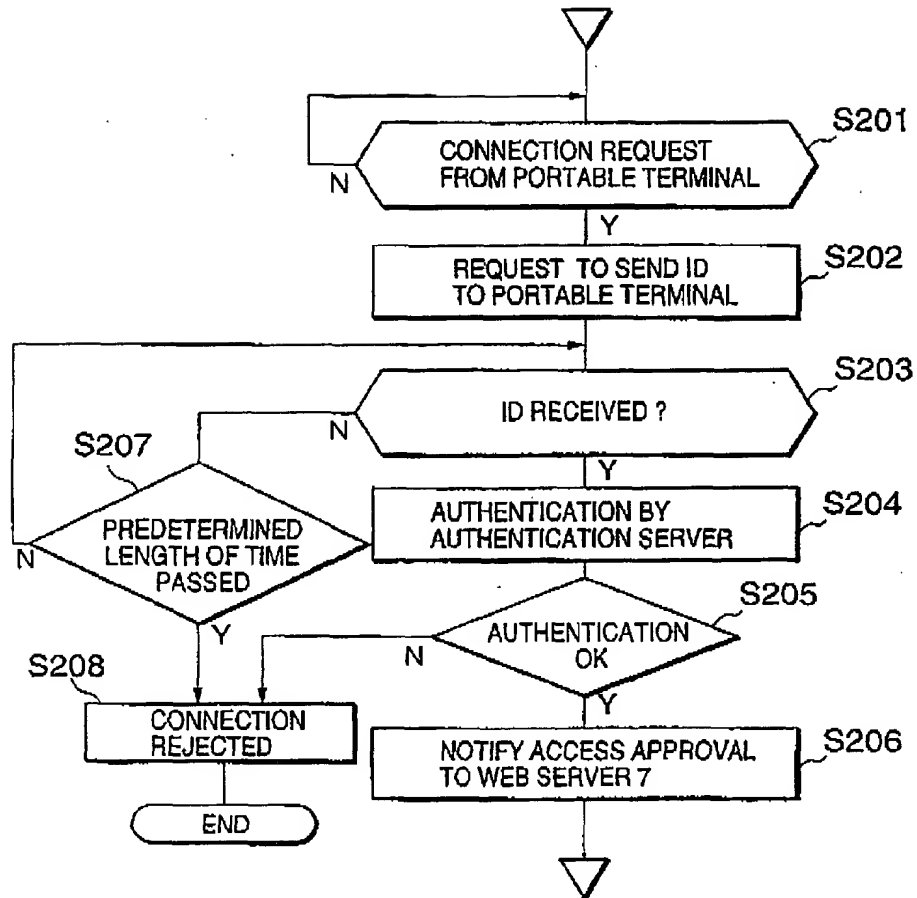 S201
CONNECTION REQUEST
FROM PORTABLE TERMINAL
N
Y
S202
REQUEST TO SEND ID
TO PORTABLE TERMINAL
S203
ID RECEIVED ?
N
Y
S207
PREDETERMINED
LENGTH OF TIME
PASSED
N
Y
S204
AUTHENTICATION BY
AUTHENTICATION SERVER
S205
AUTHENTICATION
OK
N
Y
S208
CONNECTION
REJECTED
S206
NOTIFY ACCESS APPROVAL
TO WEB SERVER 7
END